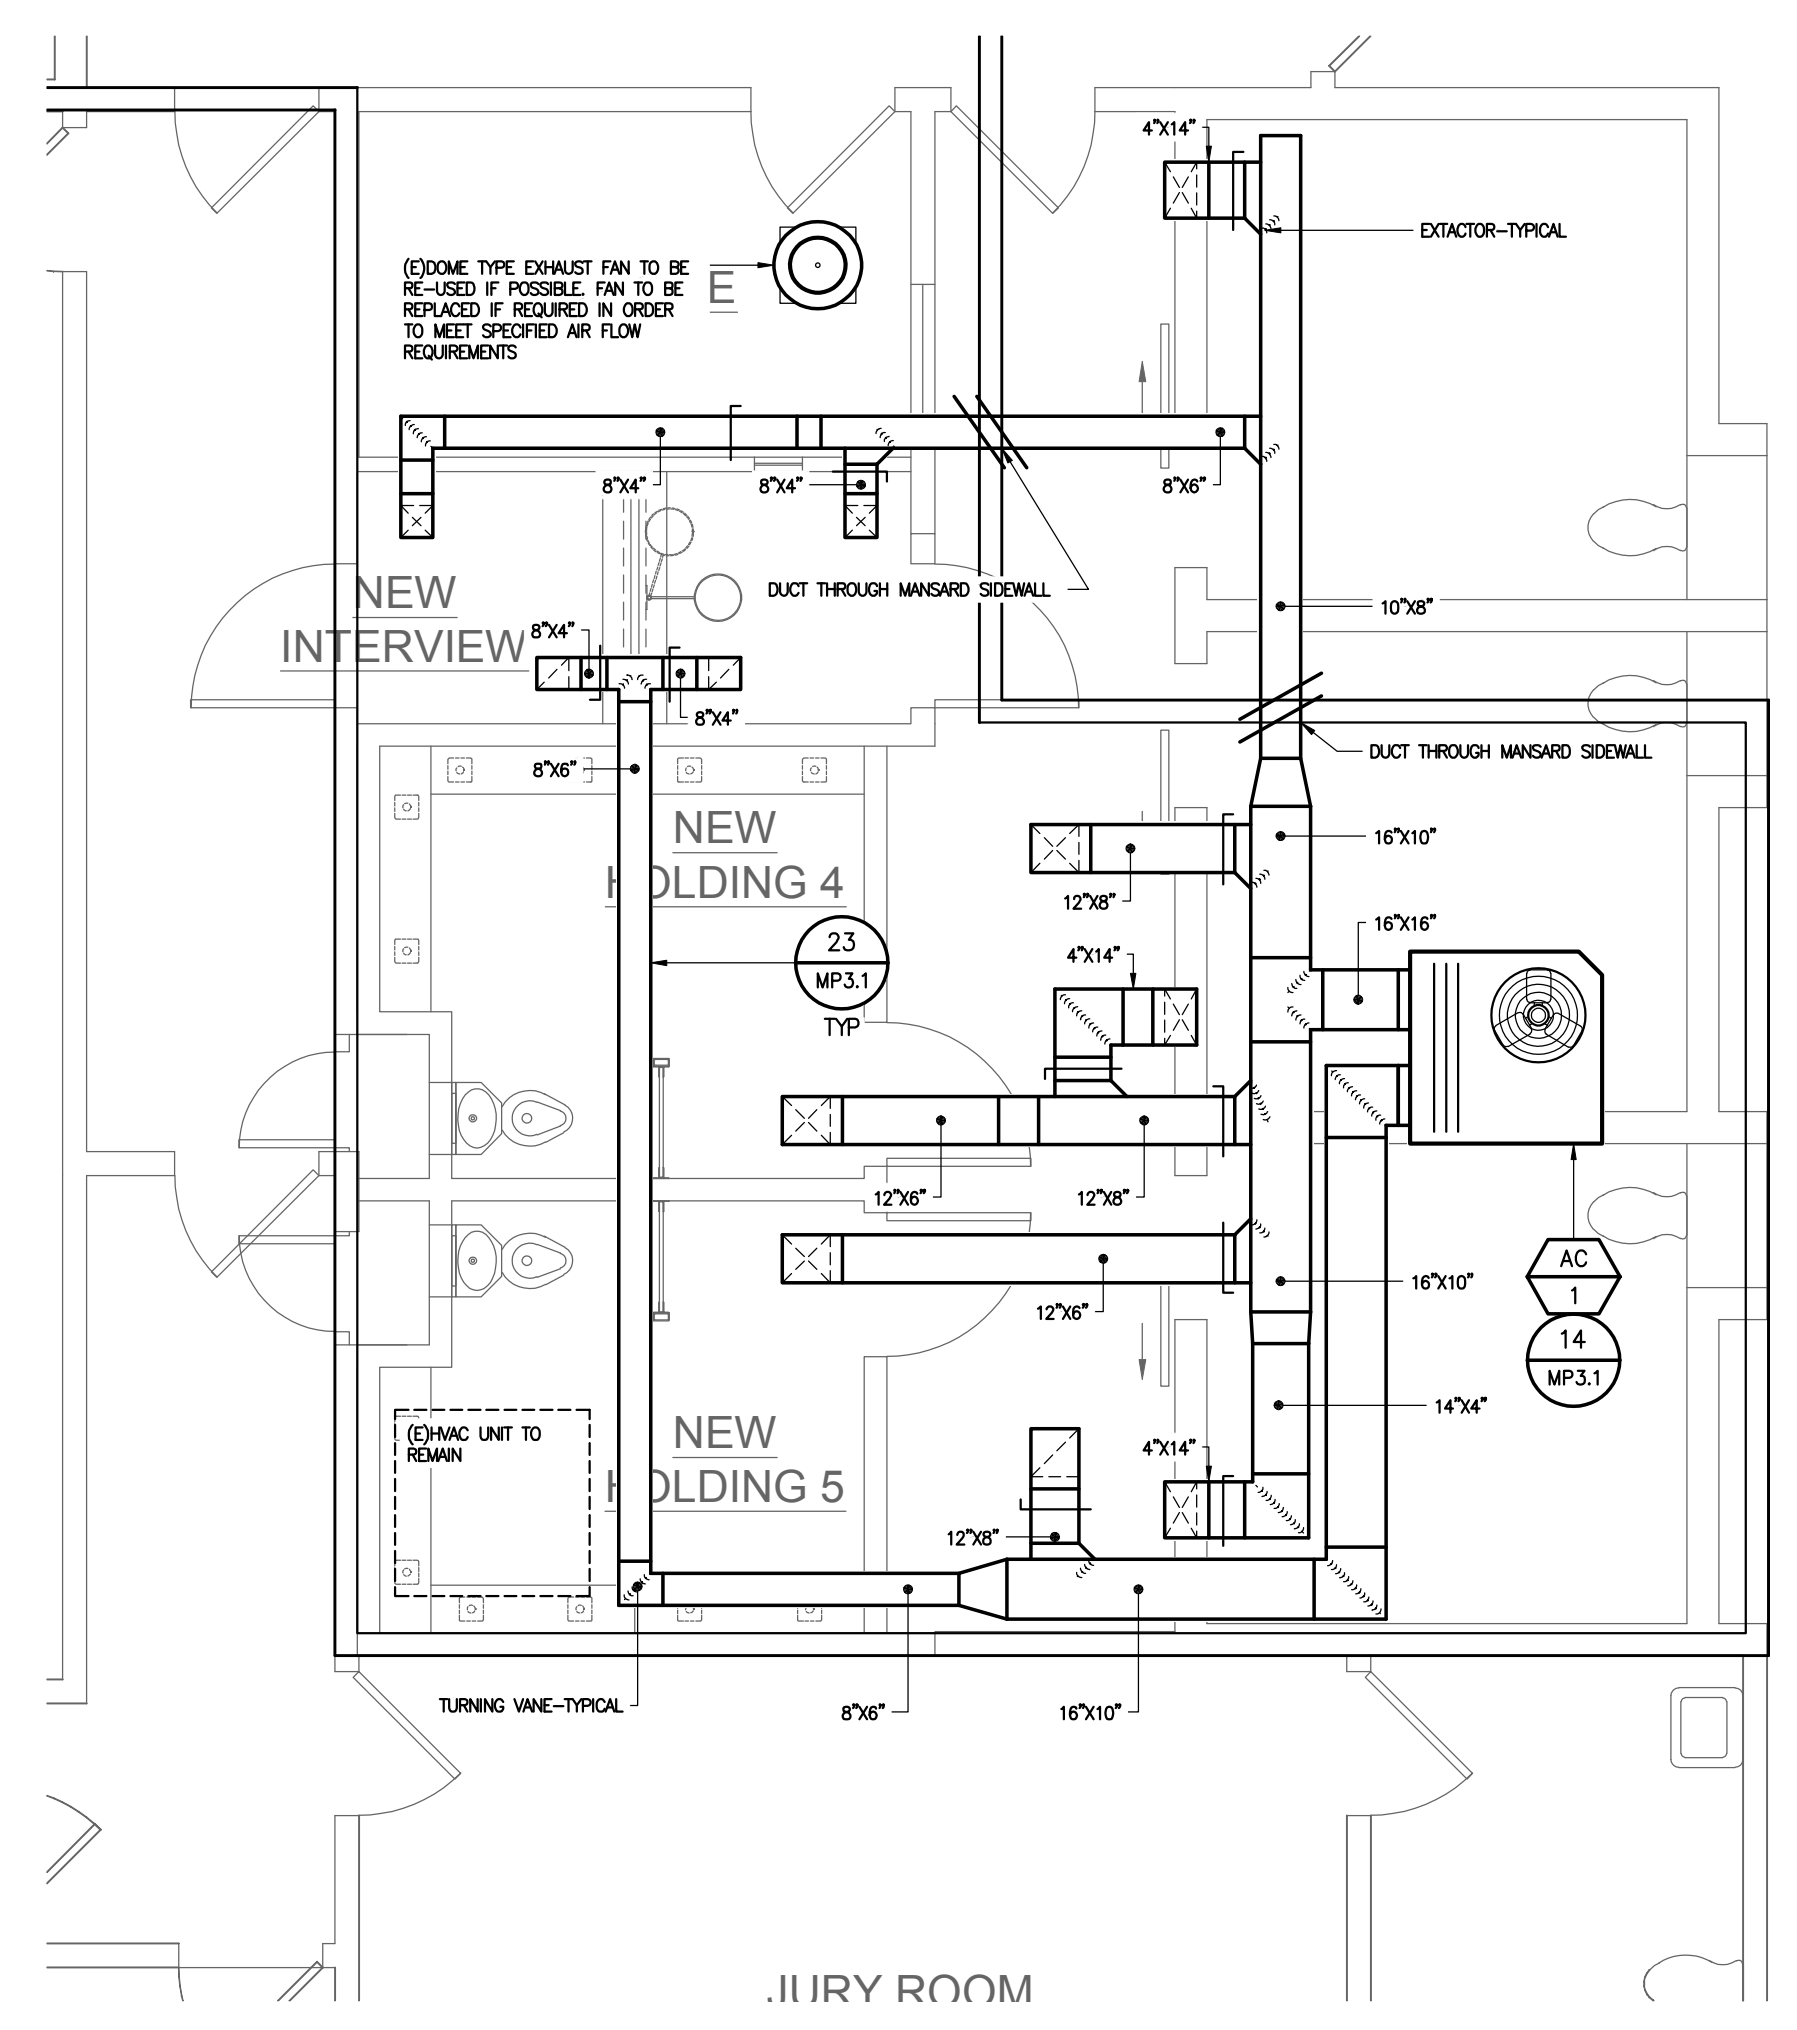 4"X14"
EXTACTOR-TYPICAL
(E)DOME TYPE EXHAUST FAN TO BE
RE-USED IF POSSIBLE. FAN TO BE
REPLACED IF REQUIRED IN ORDER
TO MEET SPECIFIED AIR FLOW
REQUIREMENTS
E
8"X4"
8"X4"
8"X6"
NEW
INTERVIEW
DUCT THROUGH MANSARD SIDEWALL
10"X8"
8"X4"
8"X4"
DUCT THROUGH MANSARD SIDEWALL
8"X6"
NEW
HOLDING 4
16"X10"
12"X8"
16"X16"
23
MP3.1
TYP
4"X14"
12"X6"
12"X8"
12"X6"
16"X10"
AC
1
14
MP3.1
14"X4"
(E)HVAC UNIT TO
REMAIN
NEW
HOLDING 5
4"X14"
12"X8"
TURNING VANE-TYPICAL
8"X6"
16"X10"
JURY ROOM